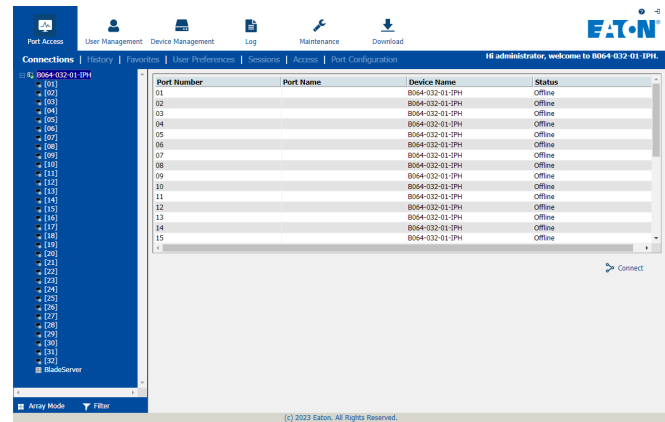 EATON
Port Access User Management Device Management Log Maintenance Download
Connections | History | Favorites | User Preferences | Sessions | Access | Port Configuration
Hi administrator, welcome to B064-032-01-IPH.
B064-032-01-IPH
[01]
[02]
[03]
[04]
[05]
[06]
[07]
[08]
[09]
[10]
[11]
[12]
[13]
[14]
[15]
[16]
[17]
[18]
[19]
[20]
[21]
[22]
[23]
[24]
[25]
[26]
[27]
[28]
[29]
[30]
[31]
[32]
BladeServer
Array Mode Filter
Port Number Port Name Device Name Status
01 B064-032-01-IPH Offline
02 B064-032-01-IPH Offline
03 B064-032-01-IPH Offline
04 B064-032-01-IPH Offline
05 B064-032-01-IPH Offline
06 B064-032-01-IPH Offline
07 B064-032-01-IPH Offline
08 B064-032-01-IPH Offline
09 B064-032-01-IPH Offline
10 B064-032-01-IPH Offline
11 B064-032-01-IPH Offline
12 B064-032-01-IPH Offline
13 B064-032-01-IPH Offline
14 B064-032-01-IPH Offline
15 B064-032-01-IPH Offline
Connect
(c) 2023 Eaton. All Rights Reserved.